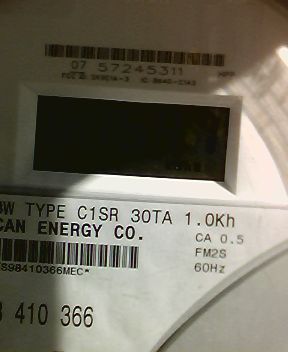 07 57245311
3W TYPE C1SR 30TA 1.0Kh
CAN ENERGY CO.
CA 0.5
FM2S
60Hz
S98410366MEC*
410 366